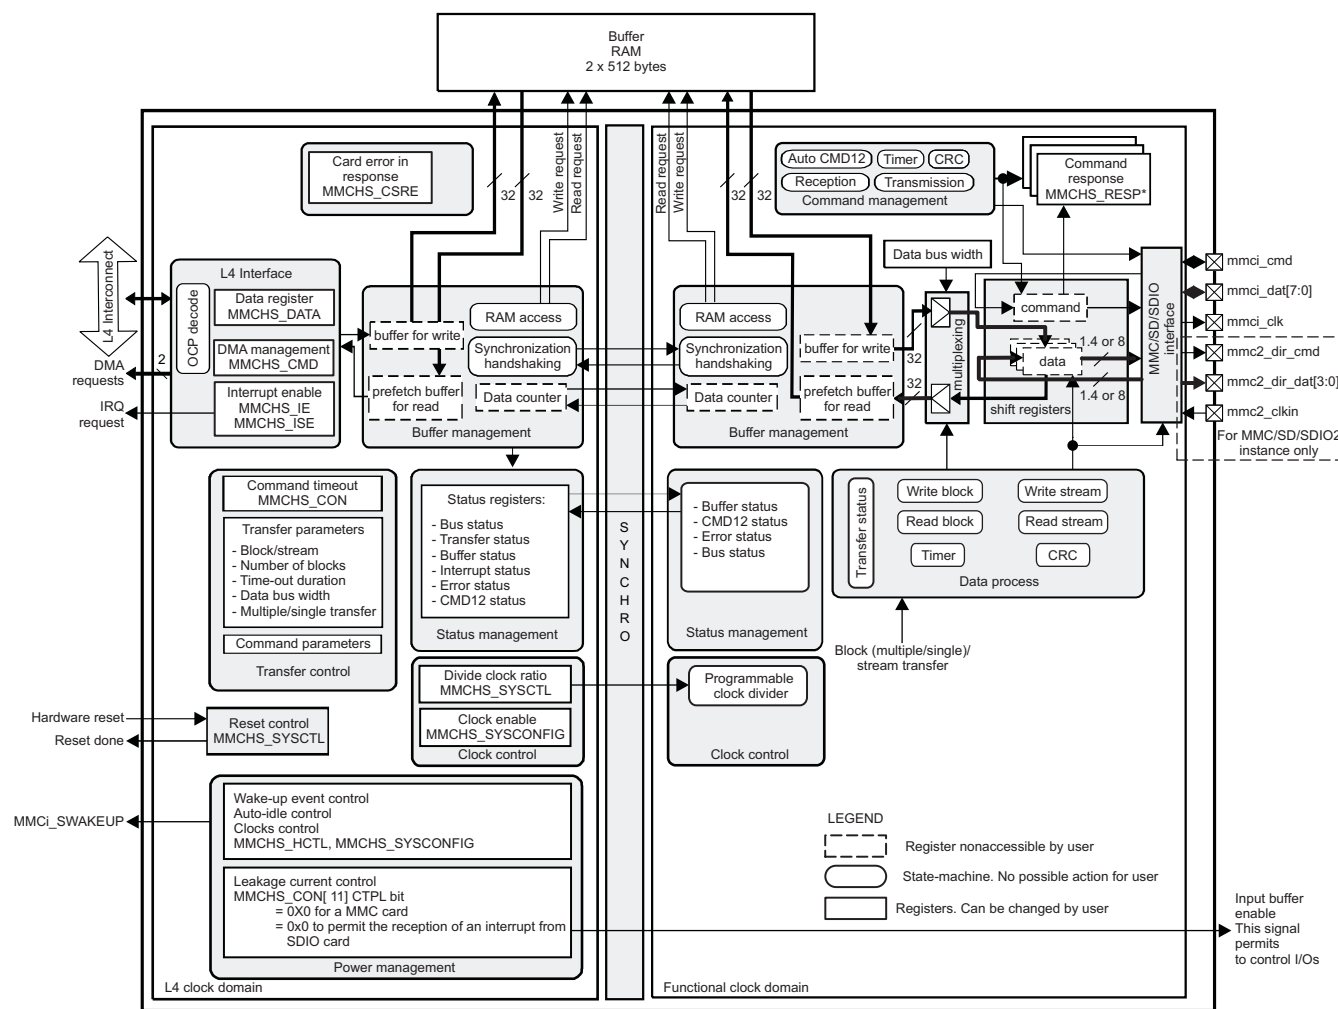 Buffer
RAM
2 x 512 bytes
Write request
Read request
Read request
Write request
32
32
32
32
Card error in
response
MMCHS_CSRE
Auto CMD12
Timer
CRC
Reception
Transmission
Command management
Command
response
MMCHS_RESP*
L4 Interconnect
L4 Interface
OCP decode
Data register
MMCHS_DATA
DMA management
MMCHS_CMD
Interrupt enable
MMCHS_IE
MMCHS_ISE
2
DMA
requests
IRQ
request
buffer for write
prefetch buffer
for read
RAM access
Synchronization
handshaking
Data counter
Buffer management
RAM access
Synchronization
handshaking
Data counter
buffer for write
prefetch buffer
for read
Buffer management
Data bus width
32
32
multiplexing
command
data
shift registers
1.4 or 8
1.4 or 8
MMC/SD/SDIO
interface
mmci_cmd
mmci_dat[7:0]
mmci_clk
mmc2_dir_cmd
mmc2_dir_dat[3:0]
mmc2_clkin
For MMC/SD/SDIO2
instance only
Command timeout
MMCHS_CON
Transfer parameters
- Block/stream
- Number of blocks
- Time-out duration
- Data bus width
- Multiple/single transfer
Command parameters
Transfer control
Status registers:
- Bus status
- Transfer status
- Buffer status
- Interrupt status
- Error status
- CMD12 status
Status management
SYNCHRO
- Buffer status
- CMD12 status
- Error status
- Bus status
Status management
Transfer status
Write block
Write stream
Read block
Read stream
Timer
CRC
Data process
Block (multiple/single)/
stream transfer
Divide clock ratio
MMCHS_SYSCTL
Clock enable
MMCHS_SYSCONFIG
Clock control
Programmable
clock divider
Clock control
Hardware reset
Reset done
Reset control
MMCHS_SYSCTL
MMCi_SWAKEUP
Wake-up event control
Auto-idle control
Clocks control
MMCHS_HCTL, MMCHS_SYSCONFIG
Leakage current control
MMCHS_CON[ 11] CTPL bit
= 0X0 for a MMC card
= 0x0 to permit the reception of an interrupt from
SDIO card
Power management
LEGEND
Register nonaccessible by user
State-machine. No possible action for user
Registers. Can be changed by user
Input buffer
enable
This signal
permits
to control I/Os
L4 clock domain
Functional clock domain